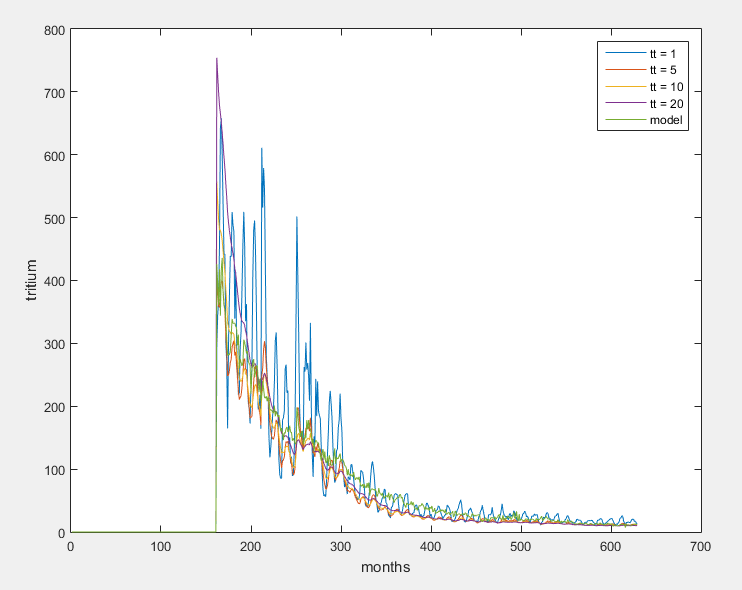 800
700
600
500
400
300
200
100
0
tritium
0 100 200 300 400 500 600 700
months
tt = 1
tt = 5
tt = 10
tt = 20
model